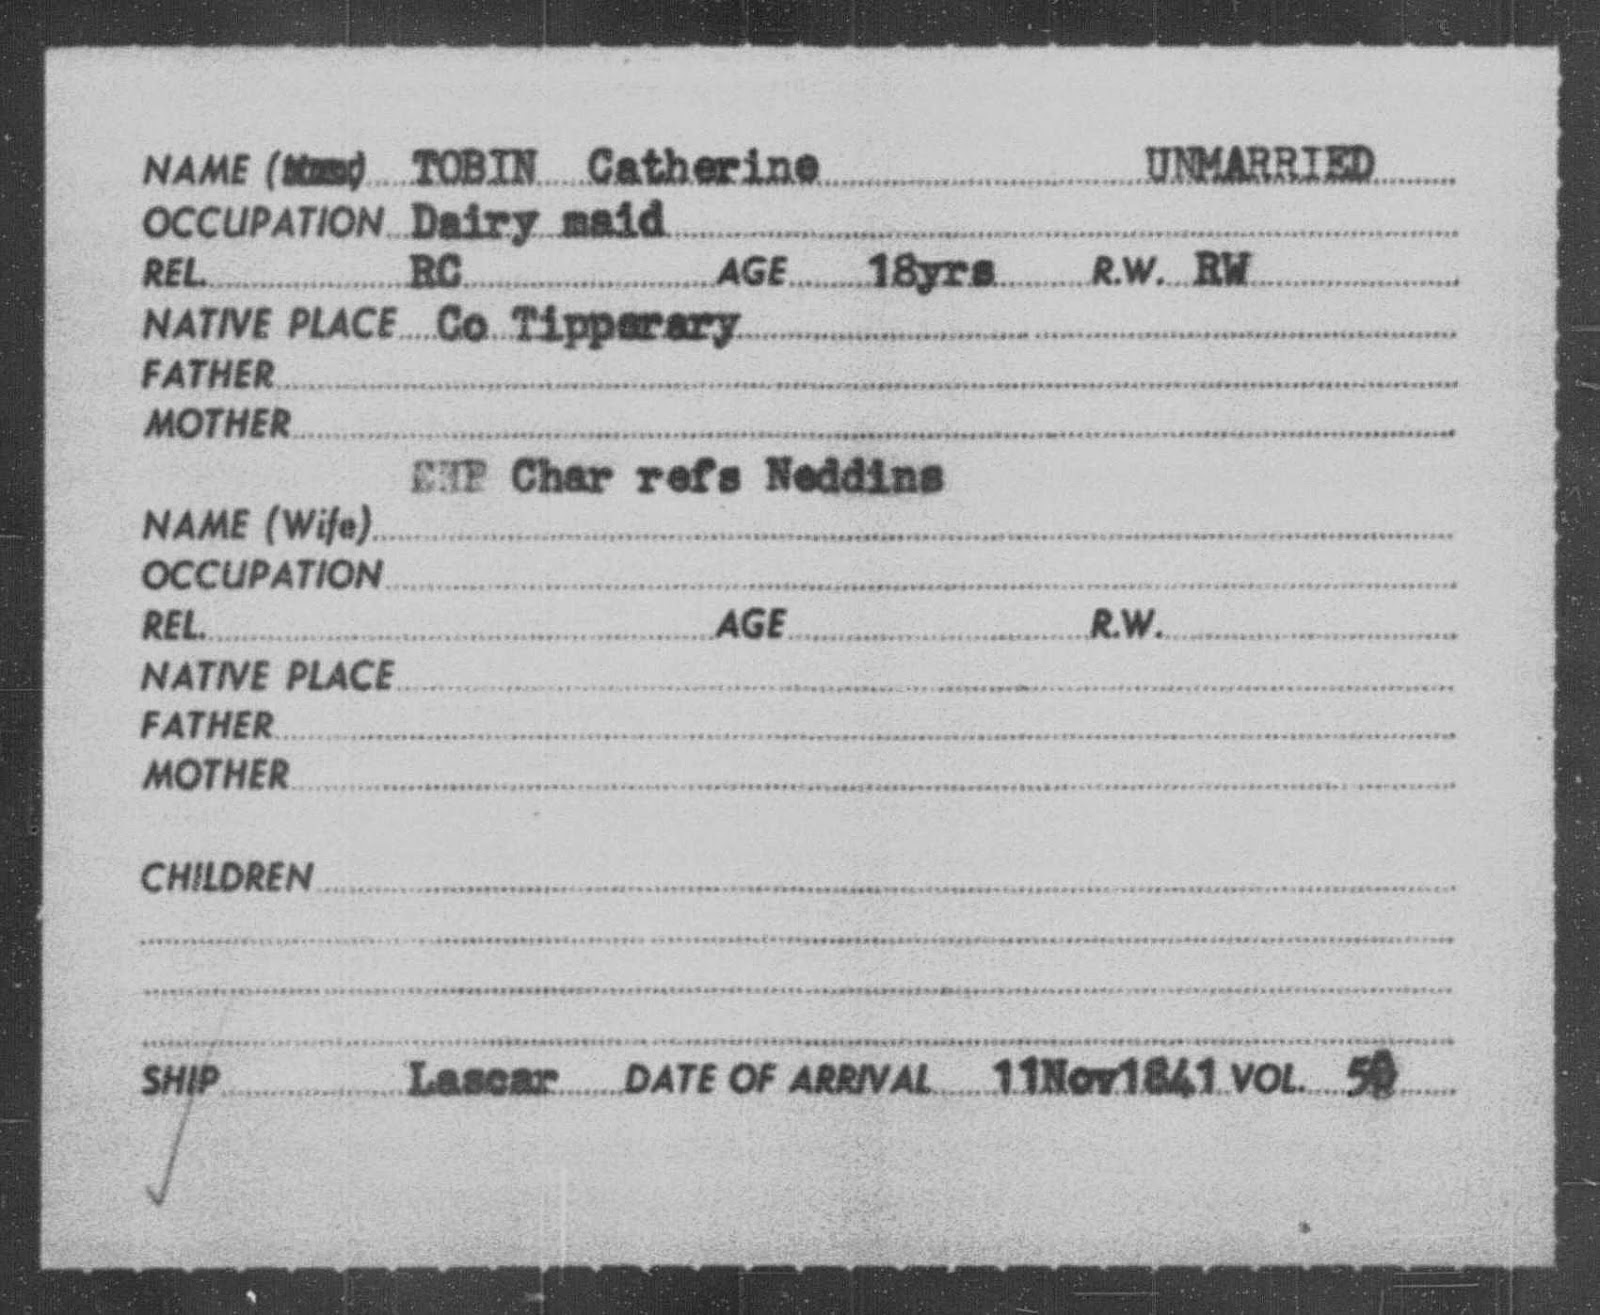 NAME ( ) TOBIN Catherine UNMARRIED
OCCUPATION Dairy maid
REL. RC AGE 18yrs R.W. RW
NATIVE PLACE Co Tipperary
FATHER
MOTHER
Char refs Neddins
NAME (Wife)
OCCUPATION
REL. AGE R.W.
NATIVE PLACE
FATHER
MOTHER
CHILDREN
SHIP Lascar DATE OF ARRIVAL 11Nov1841 VOL.